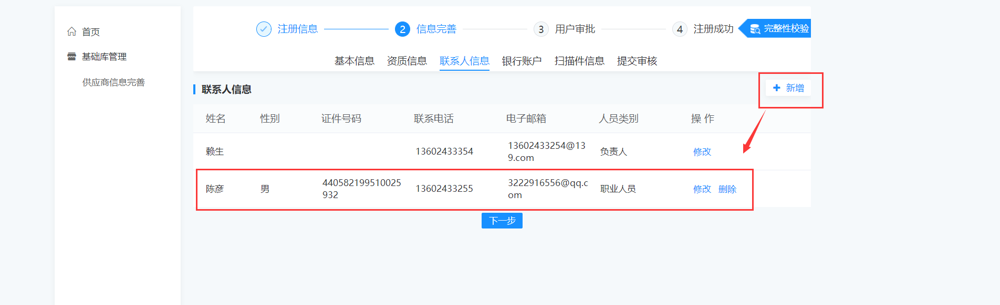 首页
基础库管理
供应商信息完善
注册信息 2 信息完善 3 用户审批 4 注册成功 完整性校验
基本信息 资质信息 联系人信息 银行账户 扫描件信息 提交审核
联系人信息 新增
姓名 性别 证件号码 联系电话 电子邮箱 人员类别 操 作
赖生 13602433354 13602433254@13
9.com 负责人 修改
陈彦 男 440582199510025
932 13602433255 3222916556@qq.c
om 职业人员 修改 删除
下一步